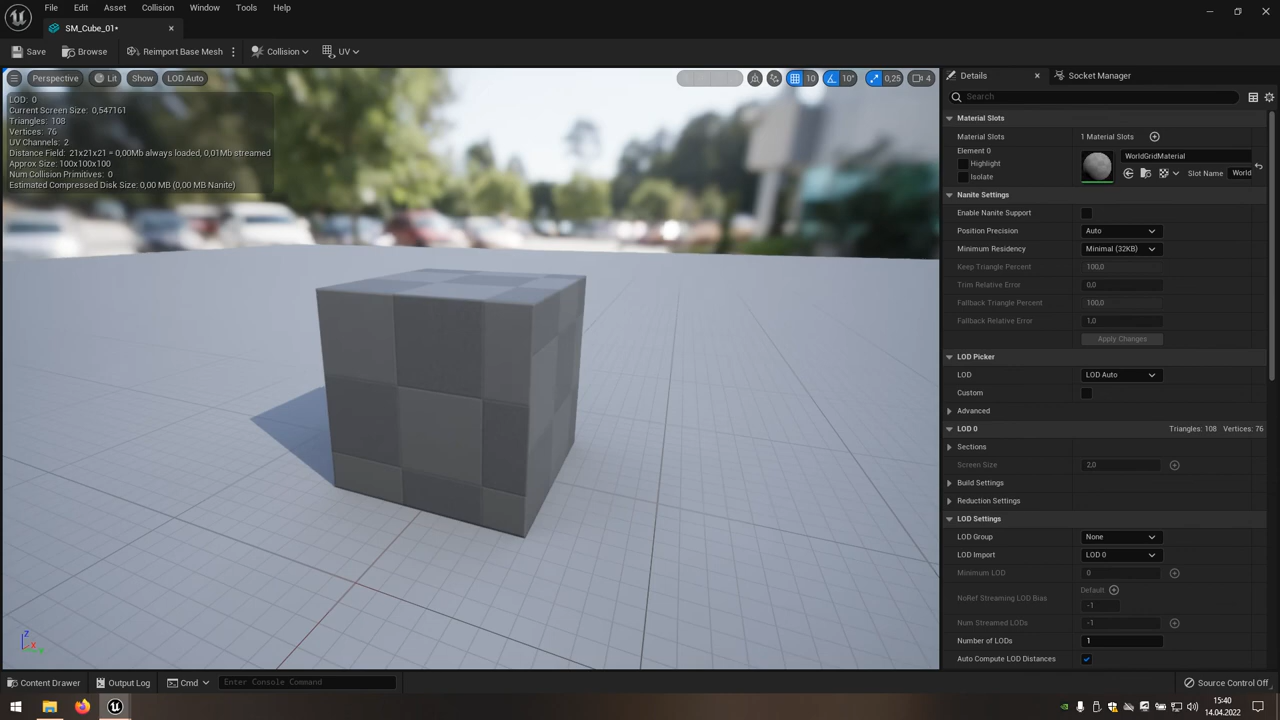 File Edit Asset Collision Window Tools Help
SM_Cube_01•
Save Browse Reimport Base Mesh Collision UV
Perspective Lit Show LOD Auto 10 10° 0,25 4
LOD: 0
Current Screen Size: 0,547161
Triangles: 108
Vertices: 76
UV Channels: 2
Distance Field: 21x21x21 = 0,00Mb always loaded, 0,01Mb streamed
Approx Size: 100x100x100
Num Collision Primitives: 0
Estimated Compressed Disk Size: 0,00 MB (0,00 MB Nanite)
Z
X
Details Socket Manager
Search
Material Slots
Material Slots 1 Material Slots
Element 0
Highlight
Isolate
WorldGridMaterial
Slot Name World
Nanite Settings
Enable Nanite Support
Position Precision Auto
Minimum Residency Minimal (32KB)
Keep Triangle Percent 100,0
Trim Relative Error 0,0
Fallback Triangle Percent 100,0
Fallback Relative Error 1,0
Apply Changes
LOD Picker
LOD LOD Auto
Custom
Advanced
LOD 0 Triangles: 108 Vertices: 76
Sections
Screen Size 2,0
Build Settings
Reduction Settings
LOD Settings
LOD Group None
LOD Import LOD 0
Minimum LOD 0
Default
NoRef Streaming LOD Bias
-1
Num Streamed LODs -1
Number of LODs 1
Auto Compute LOD Distances
Content Drawer Output Log Cmd Enter Console Command Source Control Off
15:40
14.04.2022